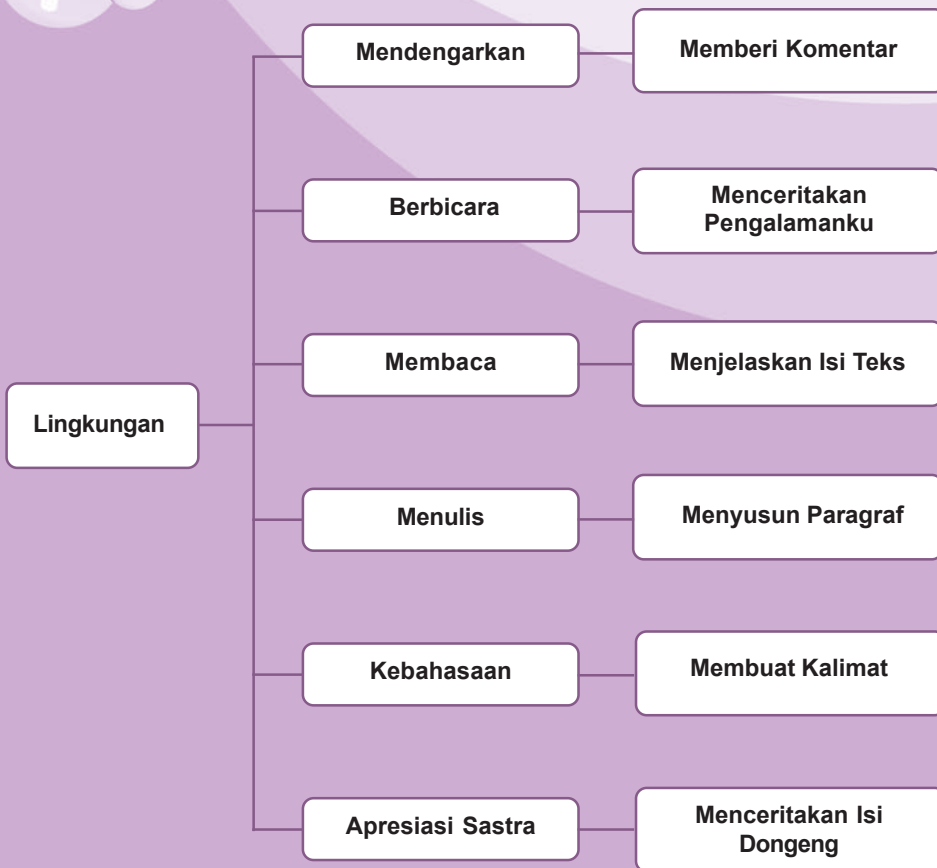 Mendengarkan
Memberi Komentar
Berbicara
Menceritakan
Pengalamanku
Membaca
Menjelaskan Isi Teks
Lingkungan
Menulis
Menyusun Paragraf
Kebahasaan
Membuat Kalimat
Apresiasi Sastra
Menceritakan Isi
Dongeng